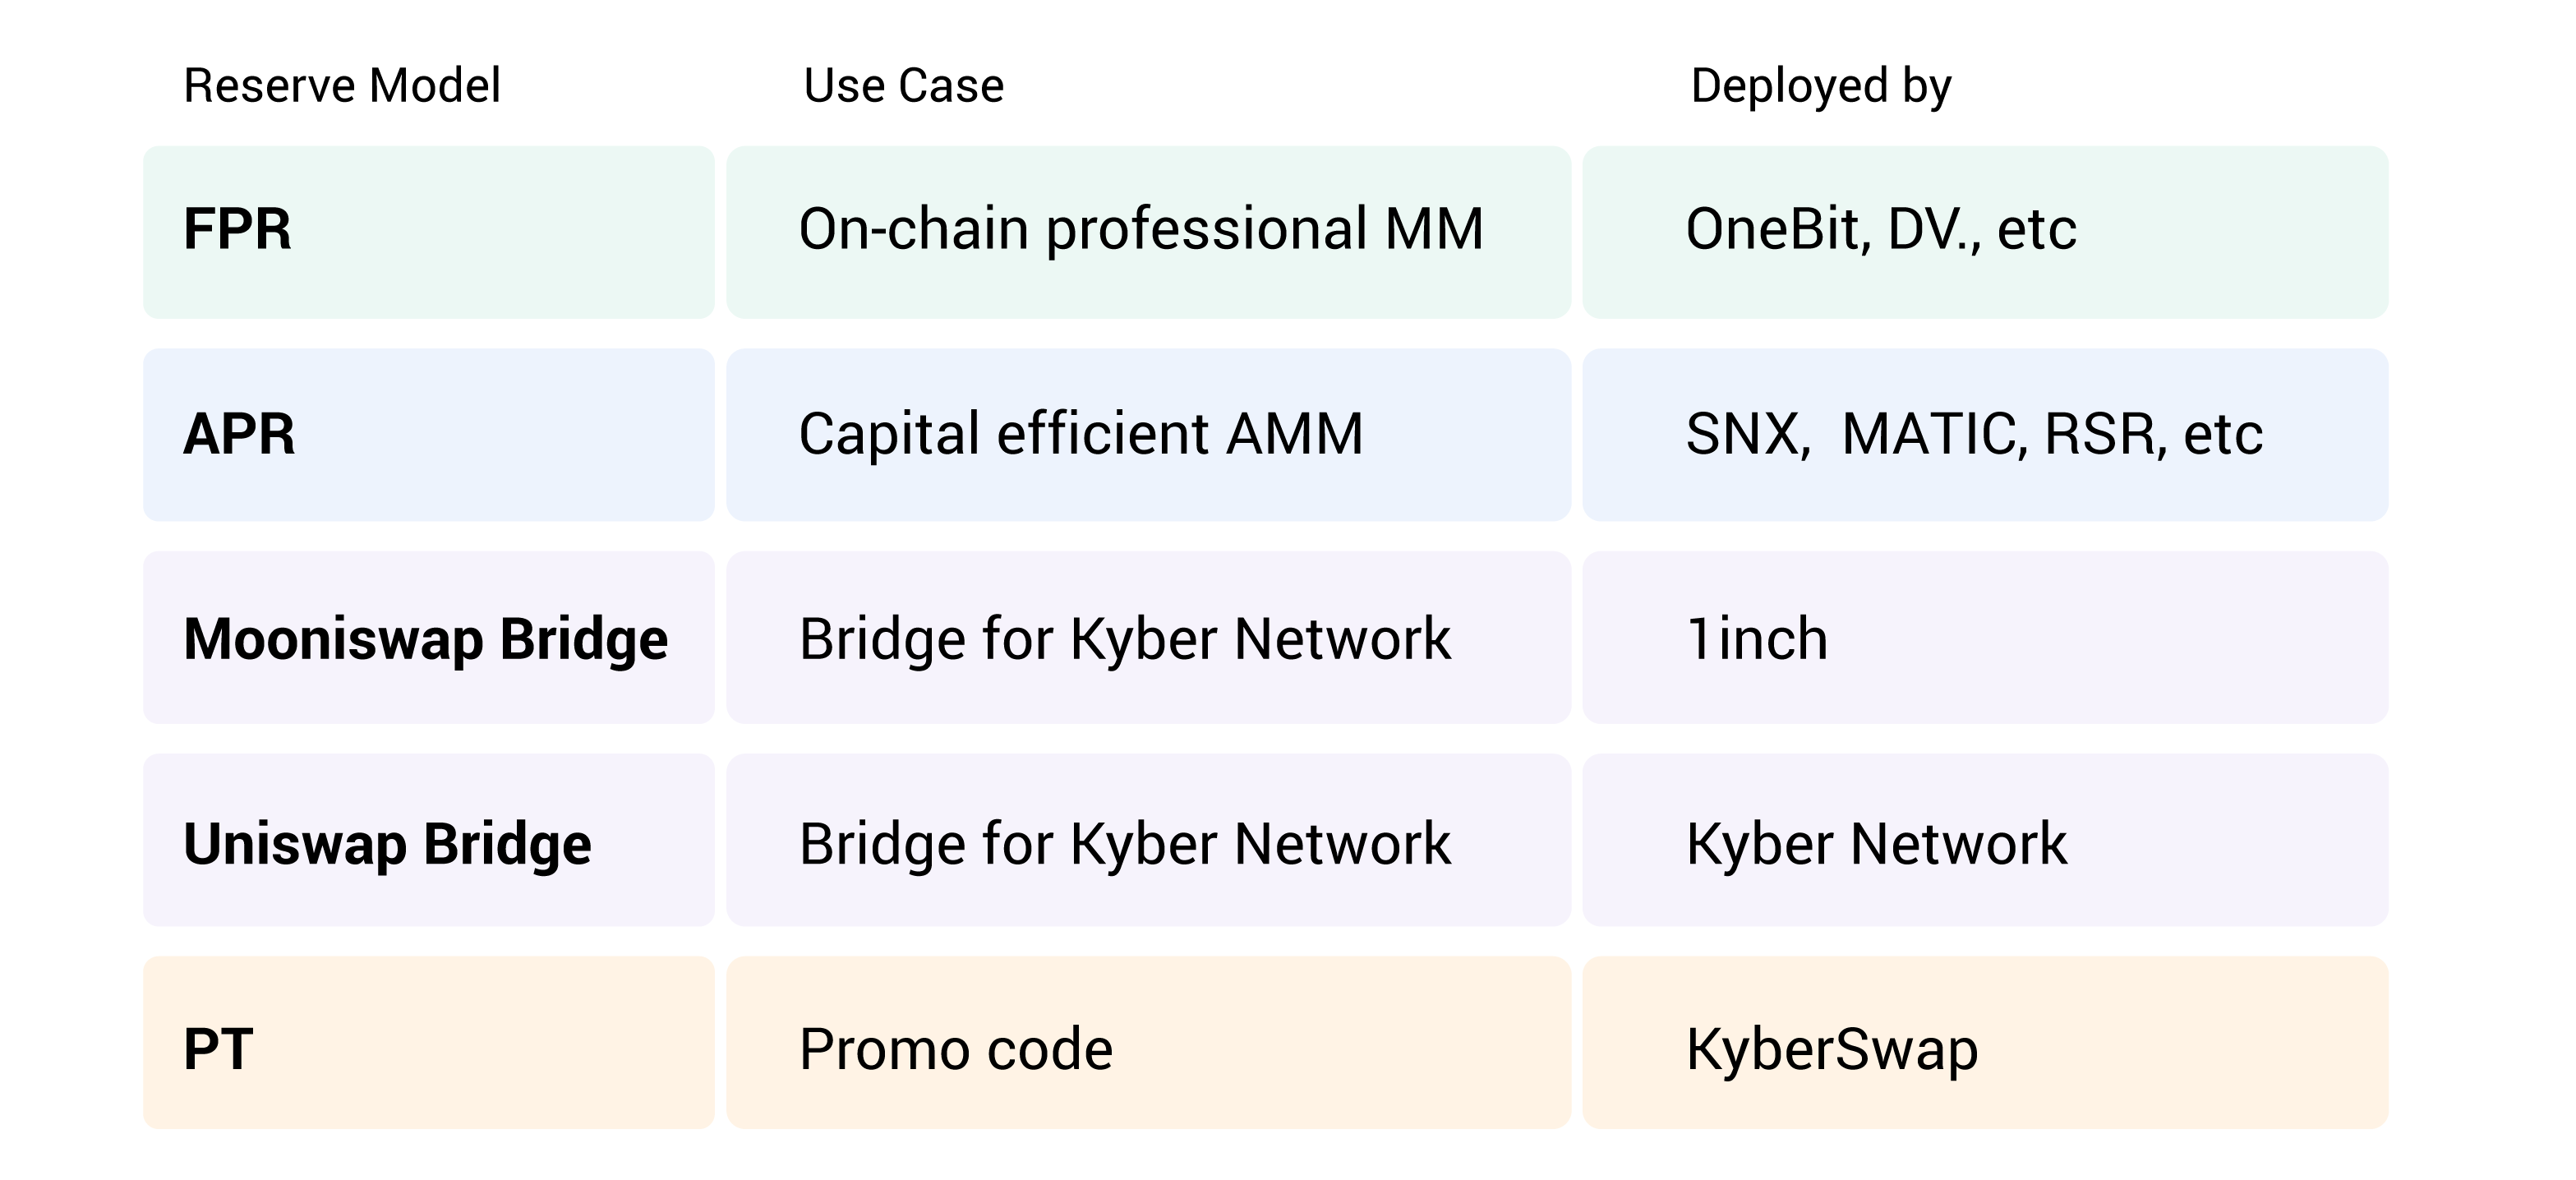 Reserve Model Use Case Deployed by
FPR On-chain professional MM OneBit, DV., etc
APR Capital efficient AMM SNX, MATIC, RSR, etc
Mooniswap Bridge Bridge for Kyber Network 1inch
Uniswap Bridge Bridge for Kyber Network Kyber Network
PT Promo code KyberSwap